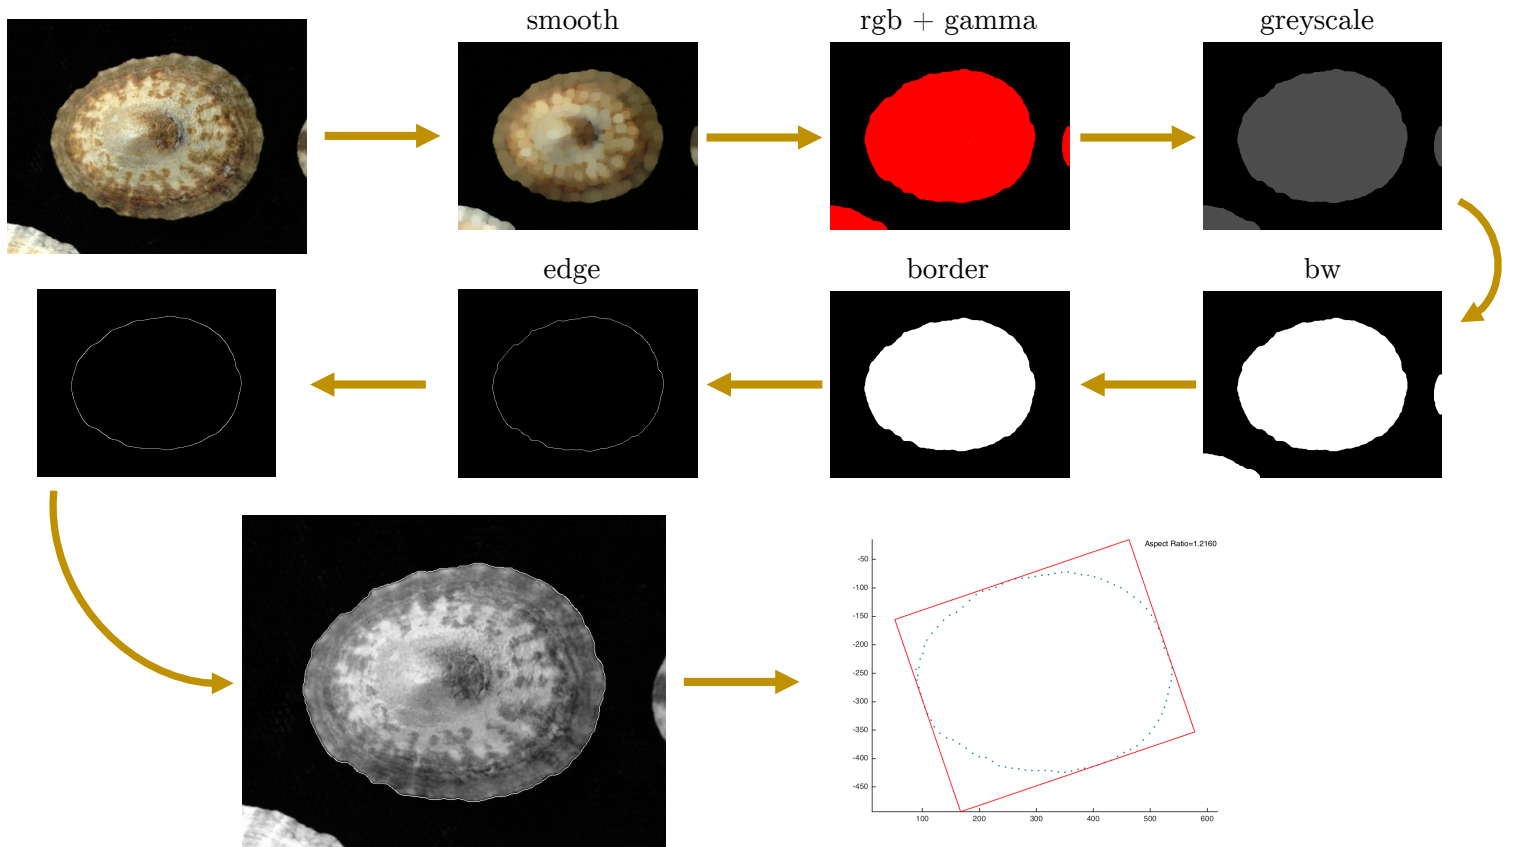 smooth
rgb + gamma
greyscale
edge
border
bw
Aspect Ratio=1.2160
-50
-100
-150
-200
-250
-300
-350
-400
-450
100 200 300 400 500 600